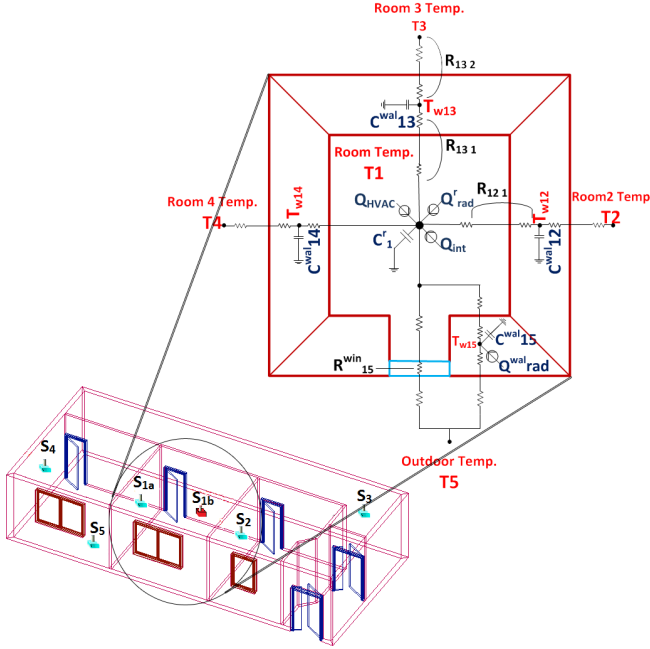 Room 3 Temp.
T3
R13 2
Tw13
Cwal13
R13 1
Room Temp.
T1
Room 4 Temp.
T4
Tw14
Cwal14
QHVAC
Qrrad
R12 1
Tw12
Room2 Temp
T2
Cr1
Qint
Cwal12
Tw15
Cwal15
Rwin15
Qwalrad
Outdoor Temp.
T5
S4
S1a
S1b
S3
S5
S2